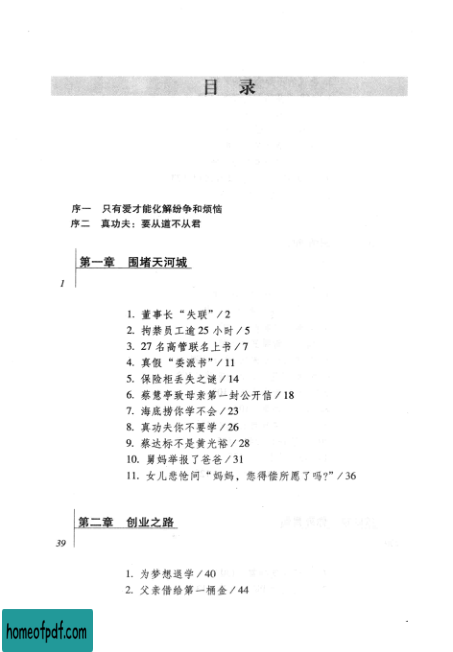 目 录
序一 只有爱才能化解纷争和烦恼
序二 真功夫：要从道不从君
第一章 围堵天河城
1
1. 董事长“失联”/2
2. 拘禁员工逾25小时/5
3. 27名高管联名上书/7
4. 真假“委派书”/11
5. 保险柜丢失之谜/14
6. 蔡慧亭致母亲第一封公开信/18
7. 海底捞你学不会/23
8. 真功夫你不要学/26
9. 蔡达标不是黄光裕/28
10. 舅妈举报了爸爸/31
11. 女儿悲怆问“妈妈，您得偿所愿了吗?”/36
第二章 创业之路
39
1. 为梦想退学/40
2. 父亲借给第一桶金/44
homeofpdf.com